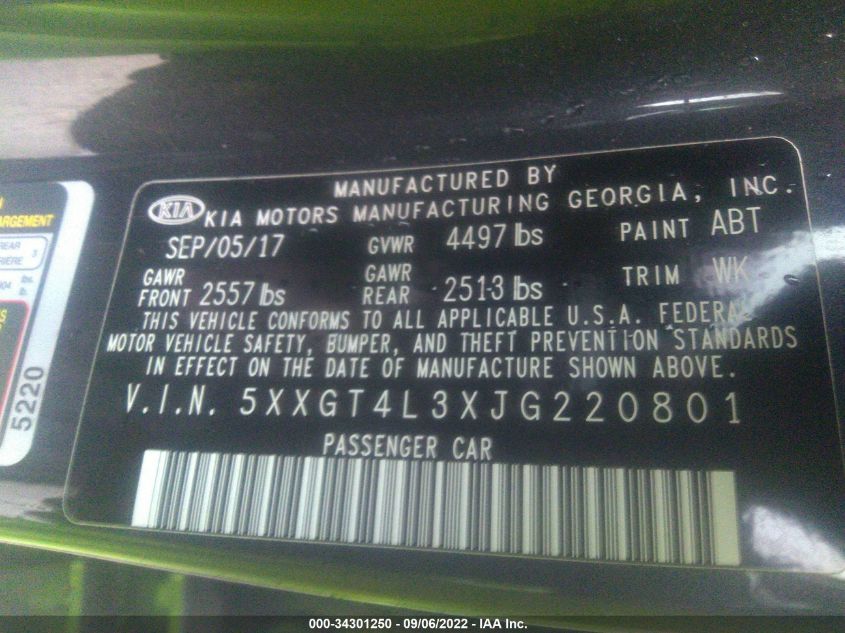 MANUFACTURED BY
KIA KIA MOTORS MANUFACTURING GEORGIA, INC.
SEP/05/17 GVWR 4497 lbs PAINT ABT
GAWR FRONT 2557 lbs GAWR REAR 2513 lbs TRIM WK
THIS VEHICLE CONFORMS TO ALL APPLICABLE U.S.A. FEDERAL
MOTOR VEHICLE SAFETY, BUMPER, AND THEFT PREVENTION STANDARDS
IN EFFECT ON THE DATE OF MANUFACTURE SHOWN ABOVE.
V.I.N. 5XXGT4L3XJG220801
PASSENGER CAR
ARGEMENT
REAR 3
5220
000-34301250 - 09/06/2022 - IAA Inc.